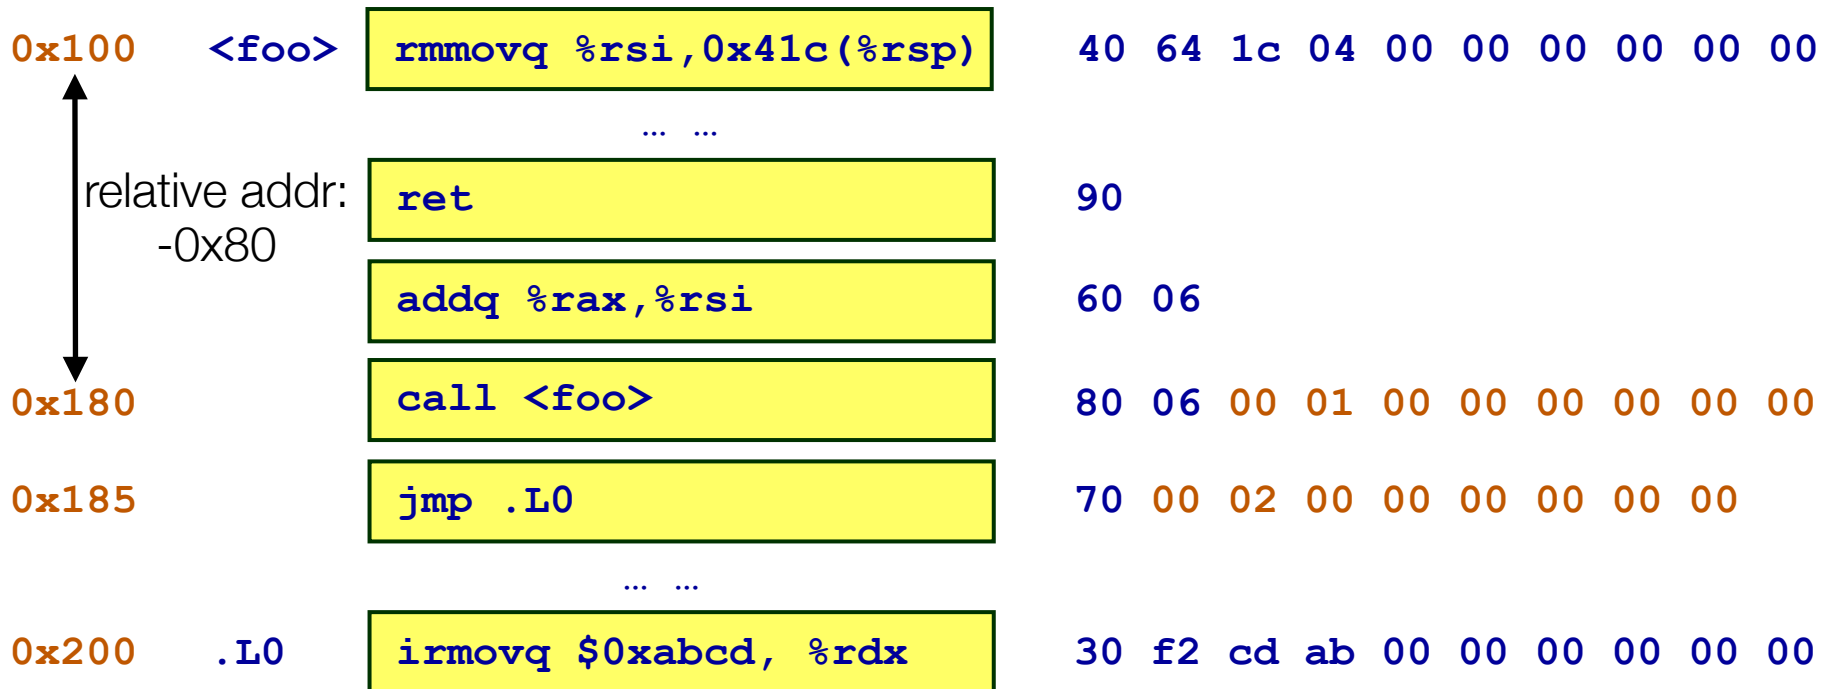 0x100 <foo> rmmovq %rsi,0x41c(%rsp) 40 64 1c 04 00 00 00 00 00 00
… …
relative addr:
-0x80
ret 90
addq %rax,%rsi 60 06
0x180 call <foo> 80 06 00 01 00 00 00 00 00 00
0x185 jmp .L0 70 00 02 00 00 00 00 00 00
… …
0x200 .L0 irmovq $0xabcd, %rdx 30 f2 cd ab 00 00 00 00 00 00